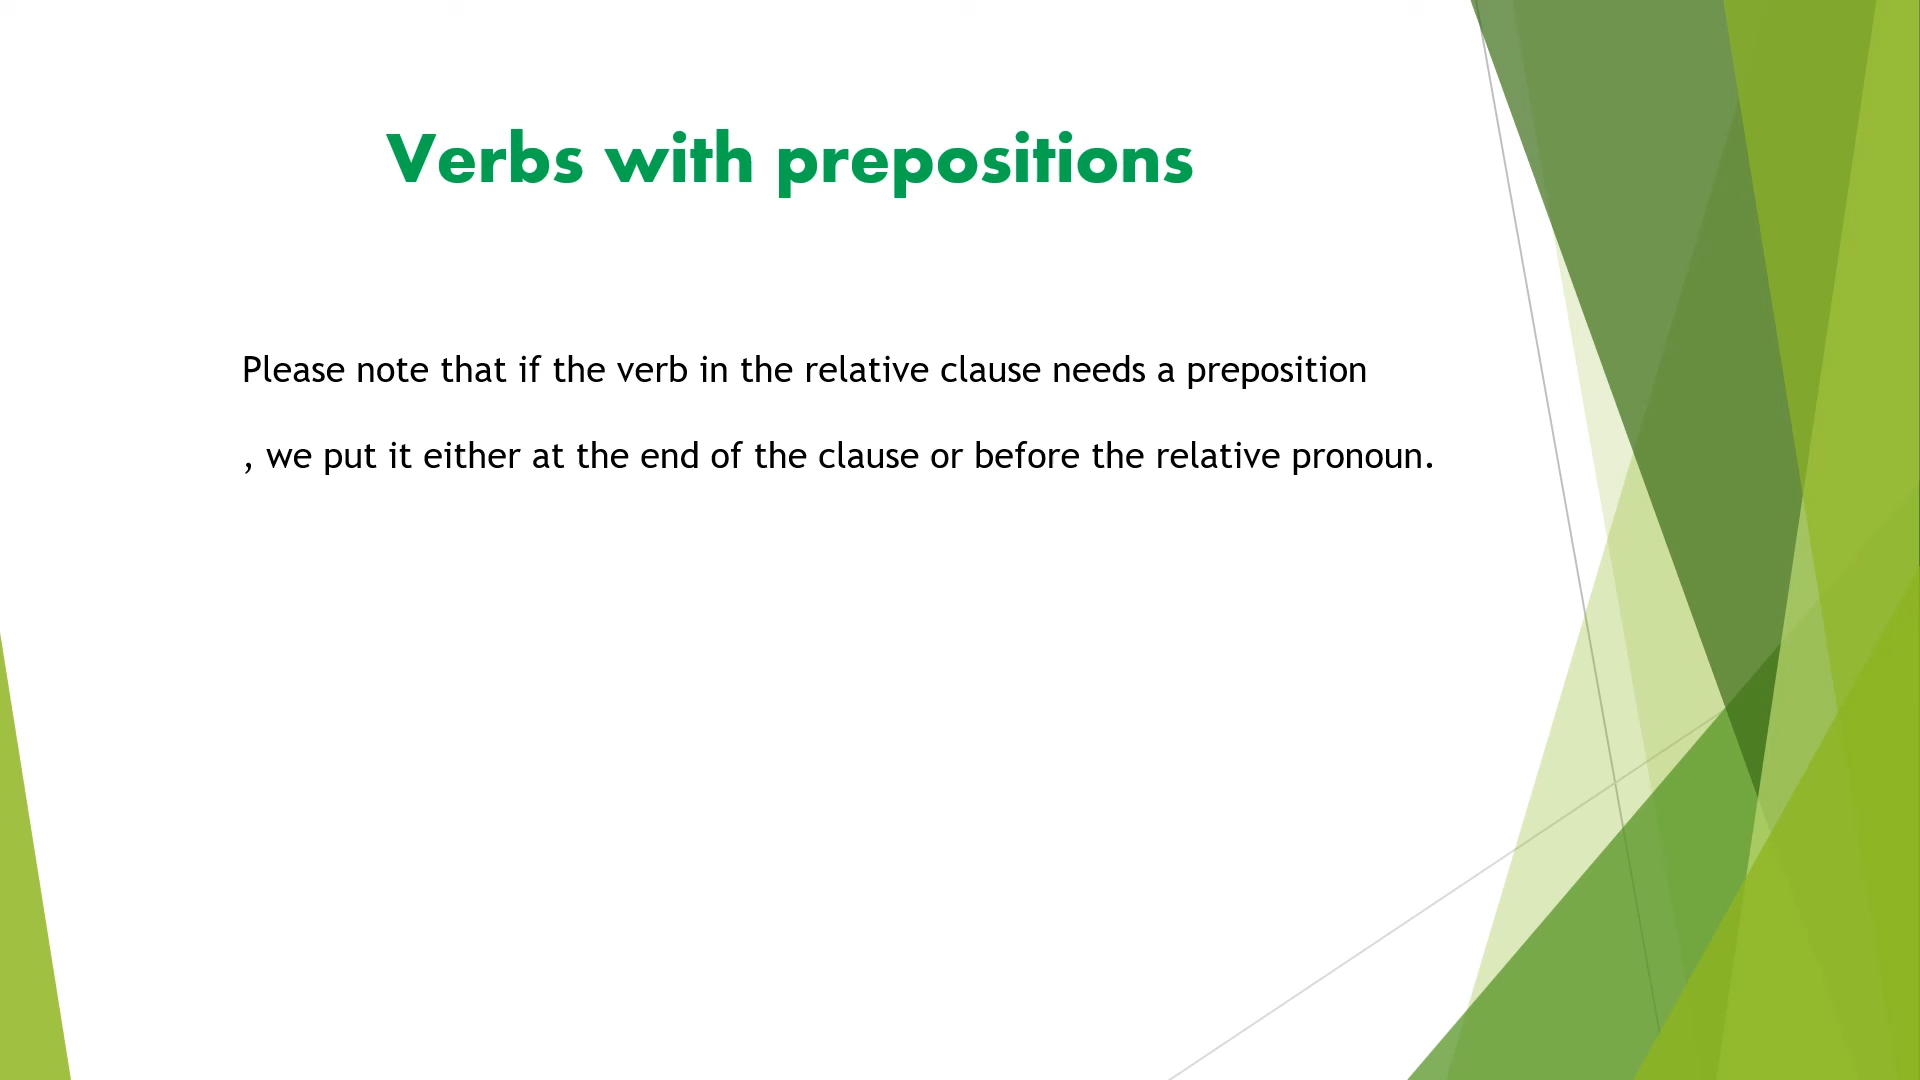 Verbs with prepositions
Please note that if the verb in the relative clause needs a preposition
, we put it either at the end of the clause or before the relative pronoun.